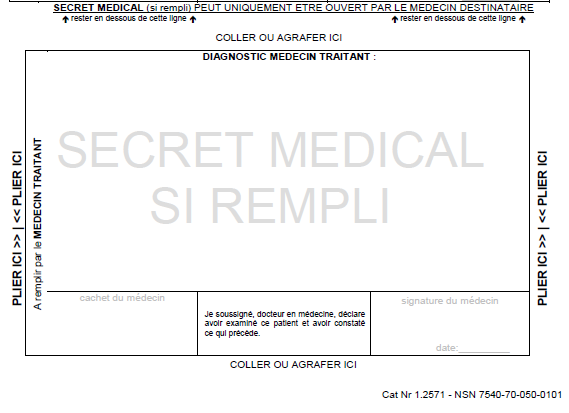 SECRET MEDICAL (si rempli) PEUT UNIQUEMENT ETRE OUVERT PAR LE MEDECIN DESTINATAIRE
rester en dessous de cette ligne
rester en dessous de cette ligne
COLLER OU AGRAFER ICI
DIAGNOSTIC MEDECIN TRAITANT :
PLIER ICI >> | << PLIER ICI
A remplir par le MEDECIN TRAITANT
SECRET MEDICAL
SI REMPLI
PLIER ICI >> | << PLIER ICI
cachet du médecin
Je soussigné, docteur en médecine, déclare
avoir examiné ce patient et avoir constaté
ce qui précède.
signature du médecin
date:__________
COLLER OU AGRAFER ICI
Cat Nr 1.2571 - NSN 7540-70-050-0101